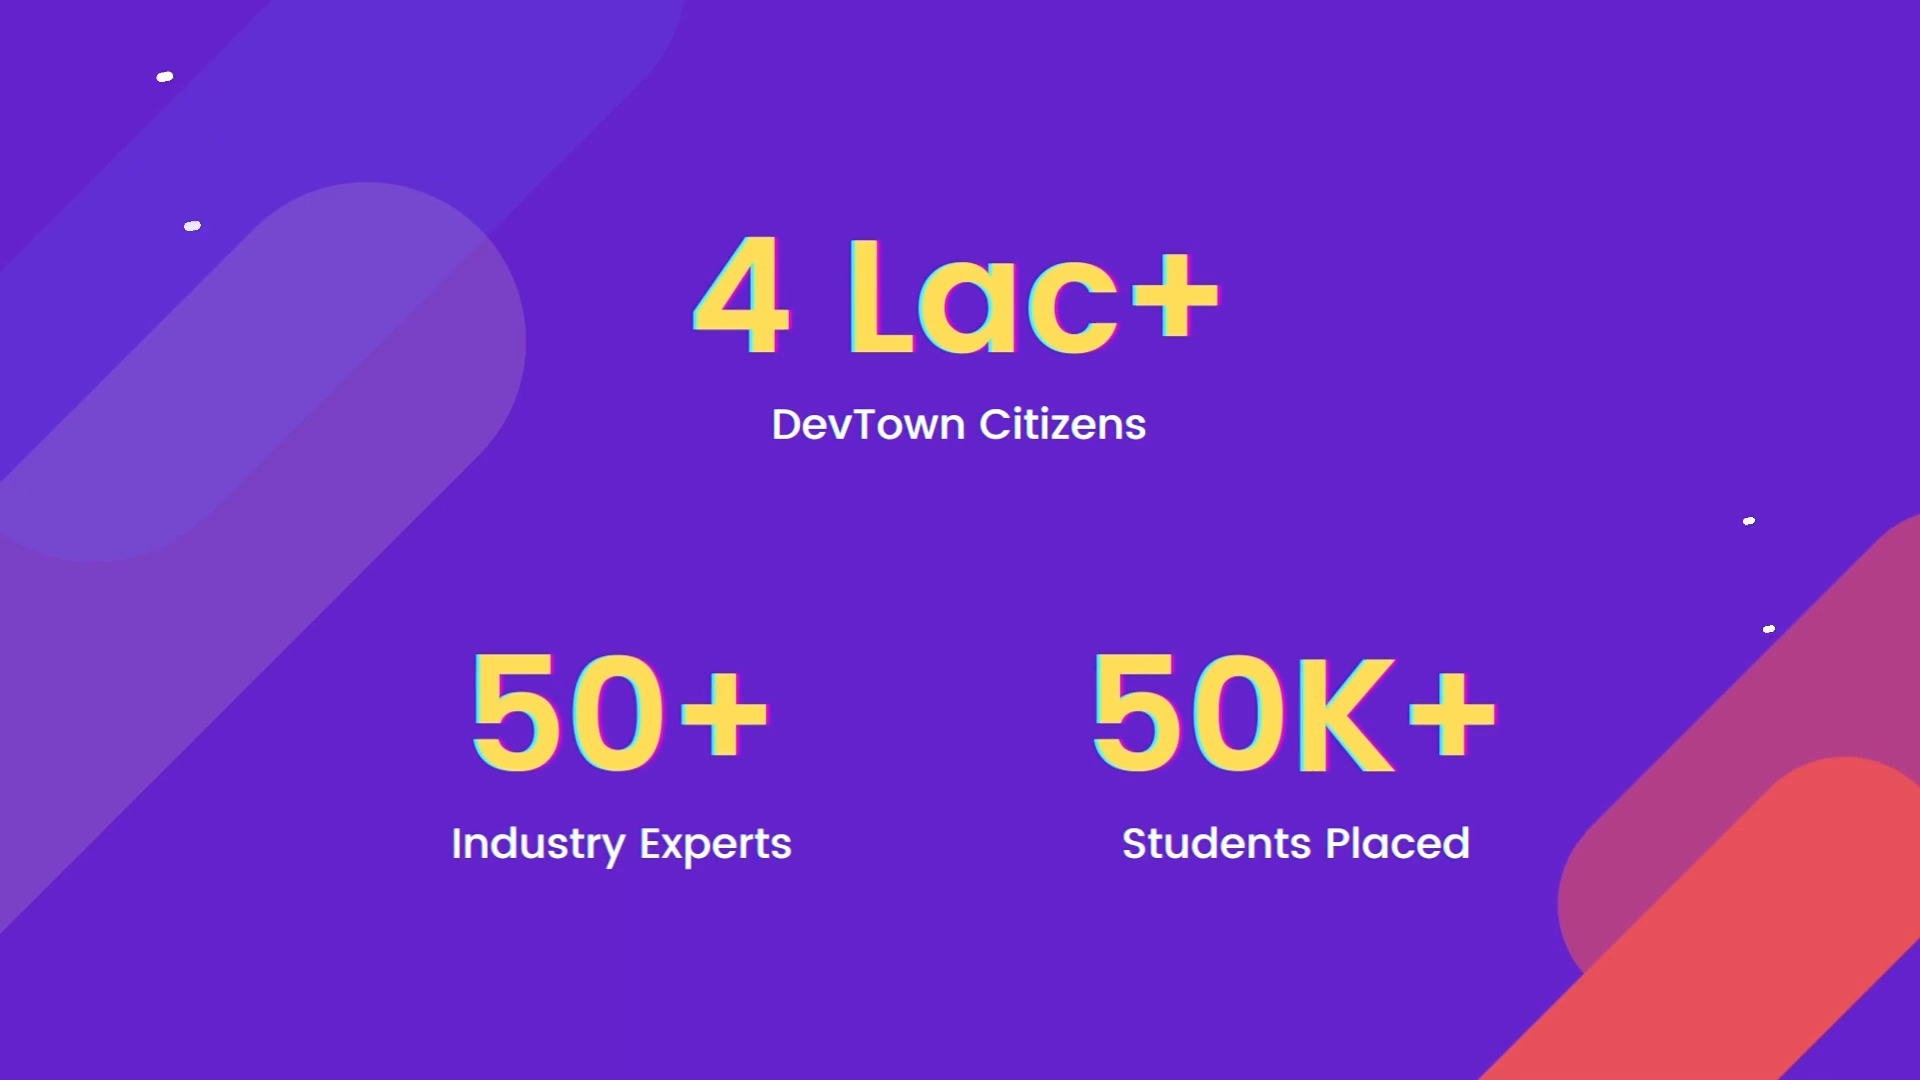 4 Lac+
DevTown Citizens
50+
Industry Experts
50K+
Students Placed